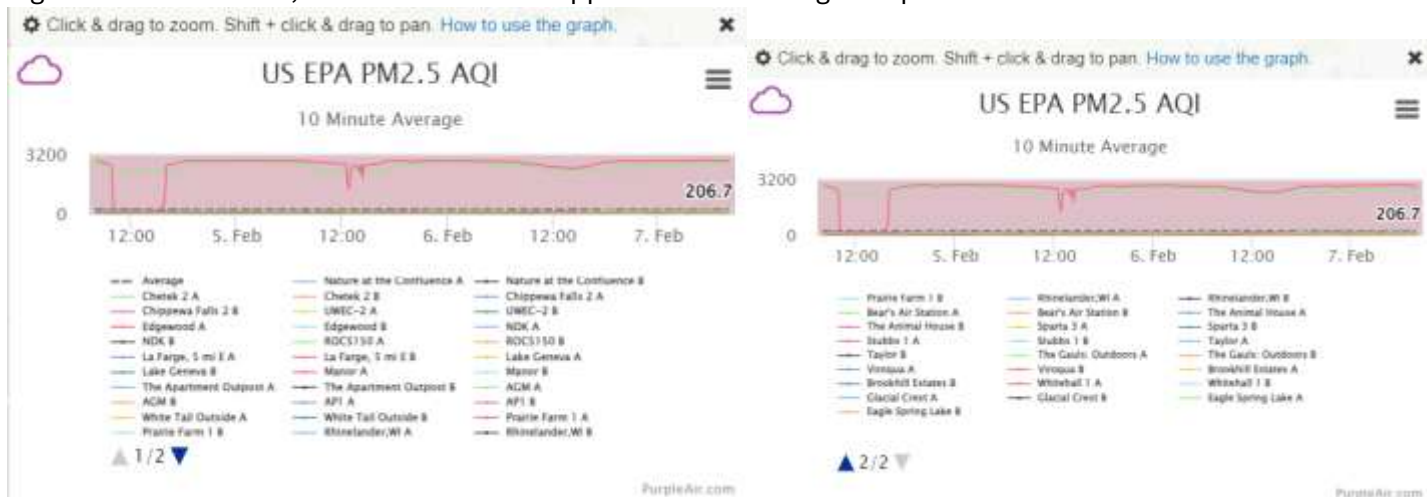 Click & drag to zoom. Shift + click & drag to pan. How to use the graph.
US EPA PM2.5 AQI
10 Minute Average
3200
206.7
0
12:00 5. Feb 12:00 6. Feb 12:00 7. Feb
Average Nature at the Confluence A Nature at the Confluence B
Chetek 2 A Chetek 2 B Chippewa Falls 2 A
Chippewa Falls 2 B UWEC-2 A UWEC-2 B
Edgewood A Edgewood B NDK A
NDK B ROCS150 A ROCS150 B
La Farge, 5 mi E A La Farge, 5 mi E B Lake Geneva A
Lake Geneva B Manor A Manor B
The Apartment Outpost A The Apartment Outpost B AGM A
AGM B AP1 A AP1 B
White Tail Outside A White Tail Outside B Prairie Farm 1 A
Prairie Farm 1 B Rhinelander,WI A Rhinelander,WI B
1/2
PurpleAir.com
Click & drag to zoom. Shift + click & drag to pan. How to use the graph.
US EPA PM2.5 AQI
10 Minute Average
3200
206.7
0
12:00 5. Feb 12:00 6. Feb 12:00 7. Feb
Prairie Farm 1 B Rhinelander,WI A Rhinelander,WI B
Bear's Air Station A Bear's Air Station B The Animal House A
The Animal House B Sparta 3 A Sparta 3 B
Stubbs 1 A Stubbs 1 B Taylor A
Taylor B The Gauls: Outdoors A The Gauls: Outdoors B
Viroqua A Viroqua B Brookhill Estates A
Brookhill Estates B Whitehall 1 A Whitehall 1 B
Glacial Crest A Glacial Crest B Eagle Spring Lake A
Eagle Spring Lake B
2/2
PurpleAir.com